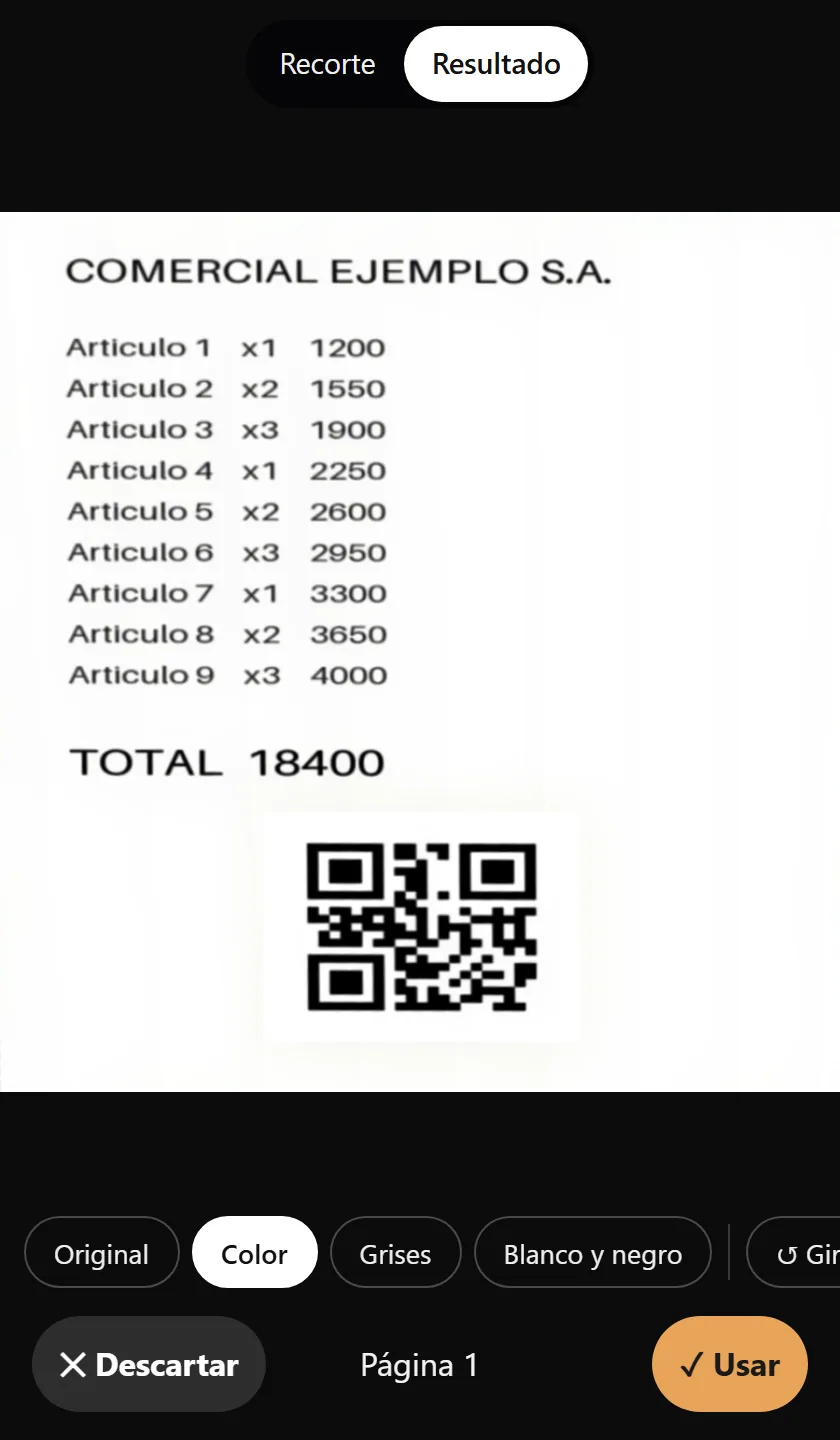 Recorte Resultado
COMERCIAL EJEMPLO S.A.
Articulo 1 x1 1200
Articulo 2 x2 1550
Articulo 3 x3 1900
Articulo 4 x1 2250
Articulo 5 x2 2600
Articulo 6 x3 2950
Articulo 7 x1 3300
Articulo 8 x2 3650
Articulo 9 x3 4000
TOTAL 18400
Original Color Grises Blanco y negro ↺ Gir
✕ Descartar Página 1 ✓ Usar